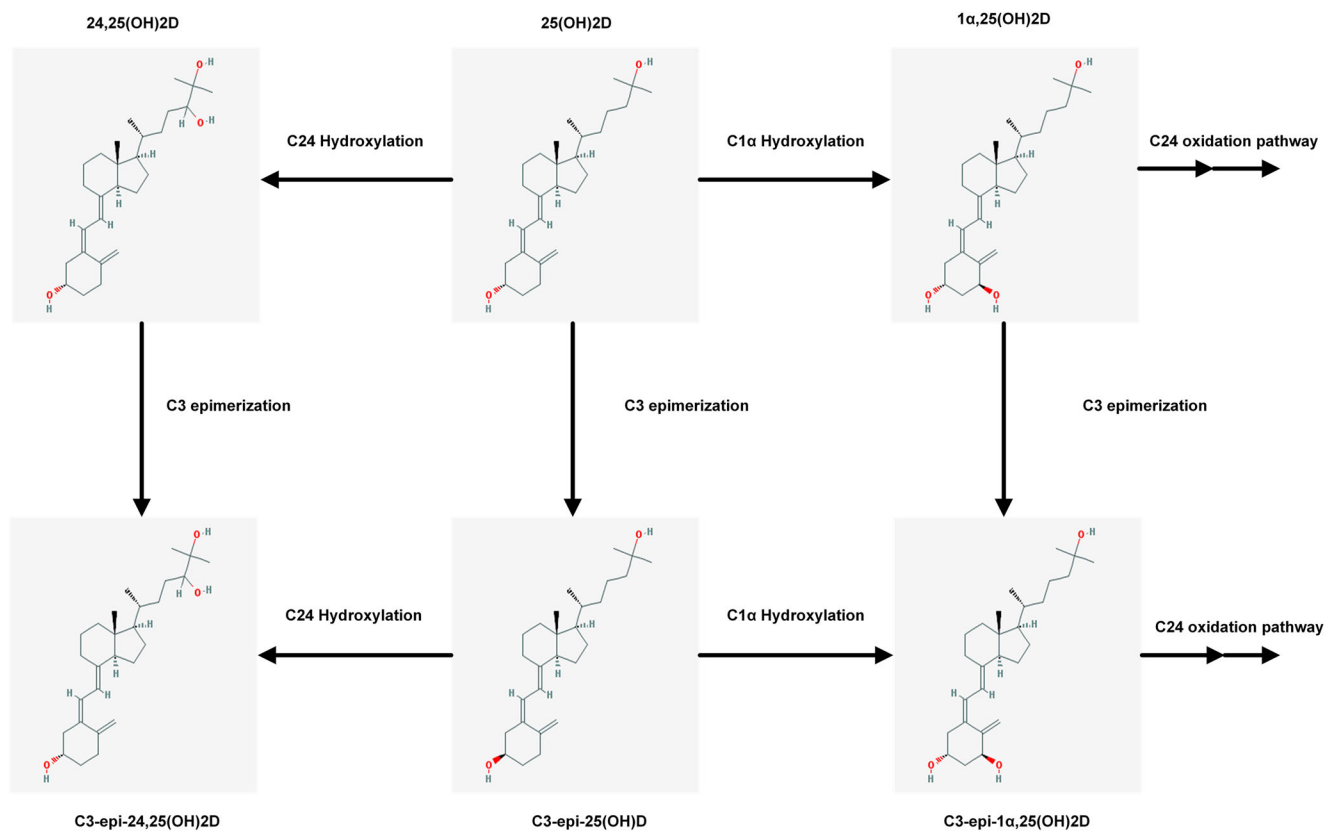 24,25(OH)2D
25(OH)2D
1α,25(OH)2D
O-H
O-H
O-H
H
O-H
C24 Hydroxylation
C1α Hydroxylation
C24 oxidation pathway
H
H
H
H
H
H
H H
H H
H H
O
H
O
H
O
H
O
H
C3 epimerization
C3 epimerization
C3 epimerization
O-H
O-H
O-H
H
O-H
C24 Hydroxylation
C1α Hydroxylation
C24 oxidation pathway
H
H
H
H
H
H
H H
H H
H H
O
H
O
H
O
H
O
H
C3-epi-24,25(OH)2D
C3-epi-25(OH)D
C3-epi-1α,25(OH)2D